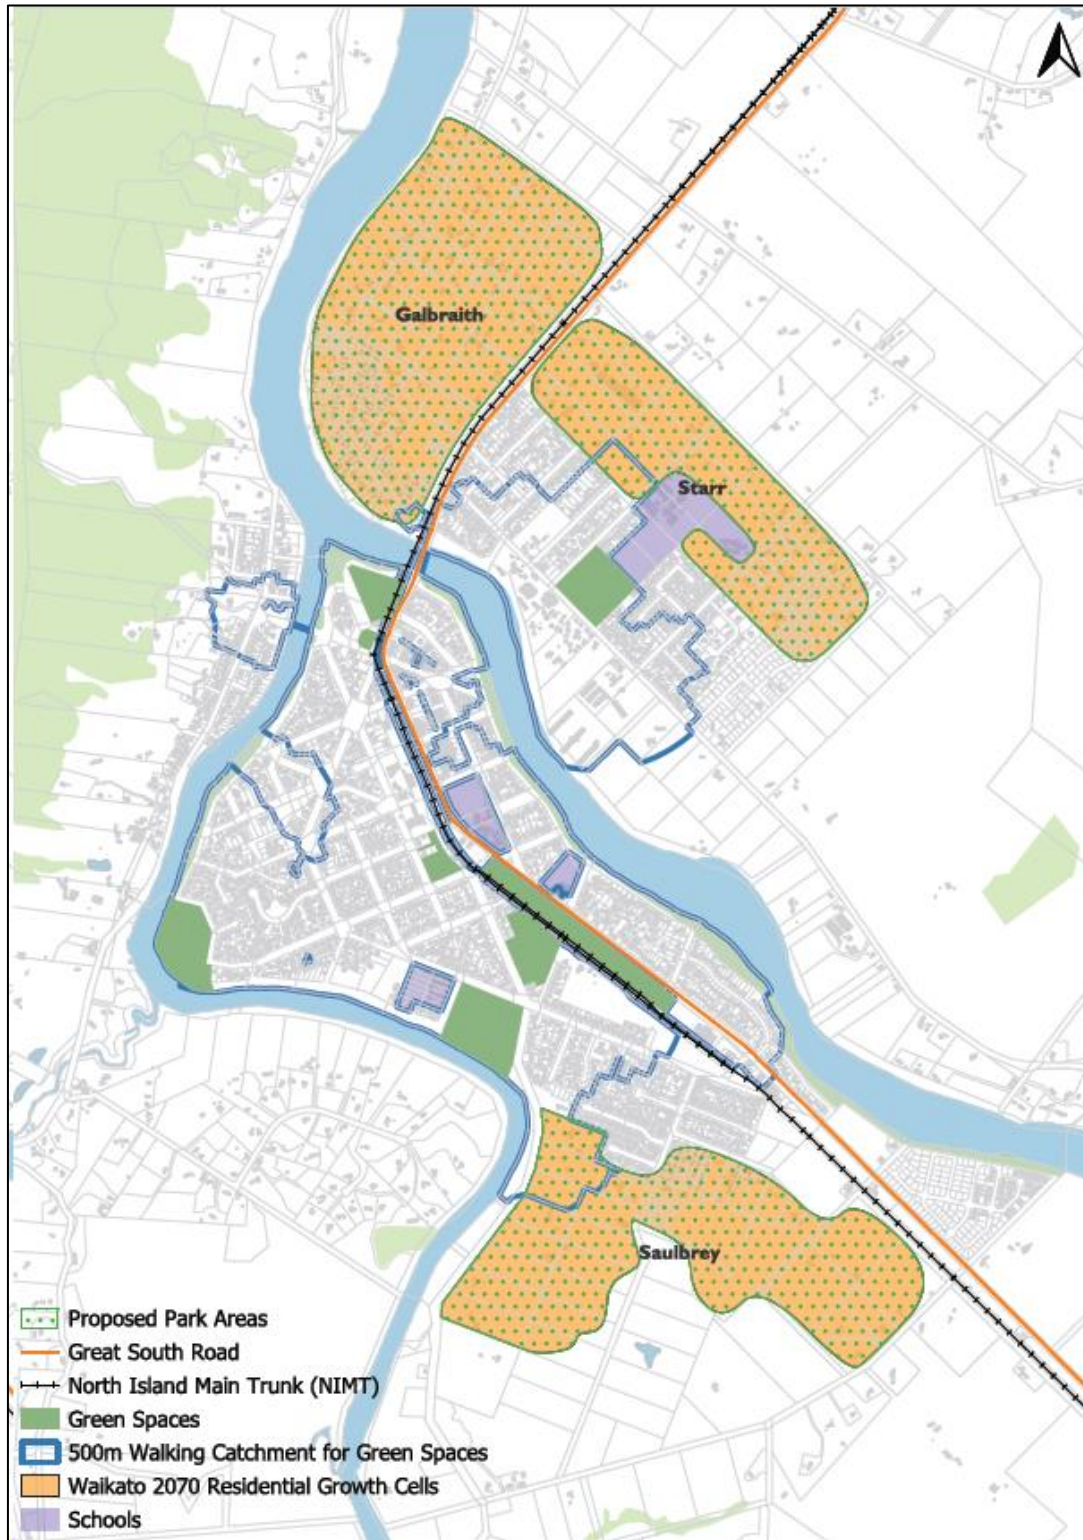 Galbraith
Starr
Saulbrey
Proposed Park Areas
Great South Road
North Island Main Trunk (NIMT)
Green Spaces
500m Walking Catchment for Green Spaces
Waikato 2070 Residential Growth Cells
Schools